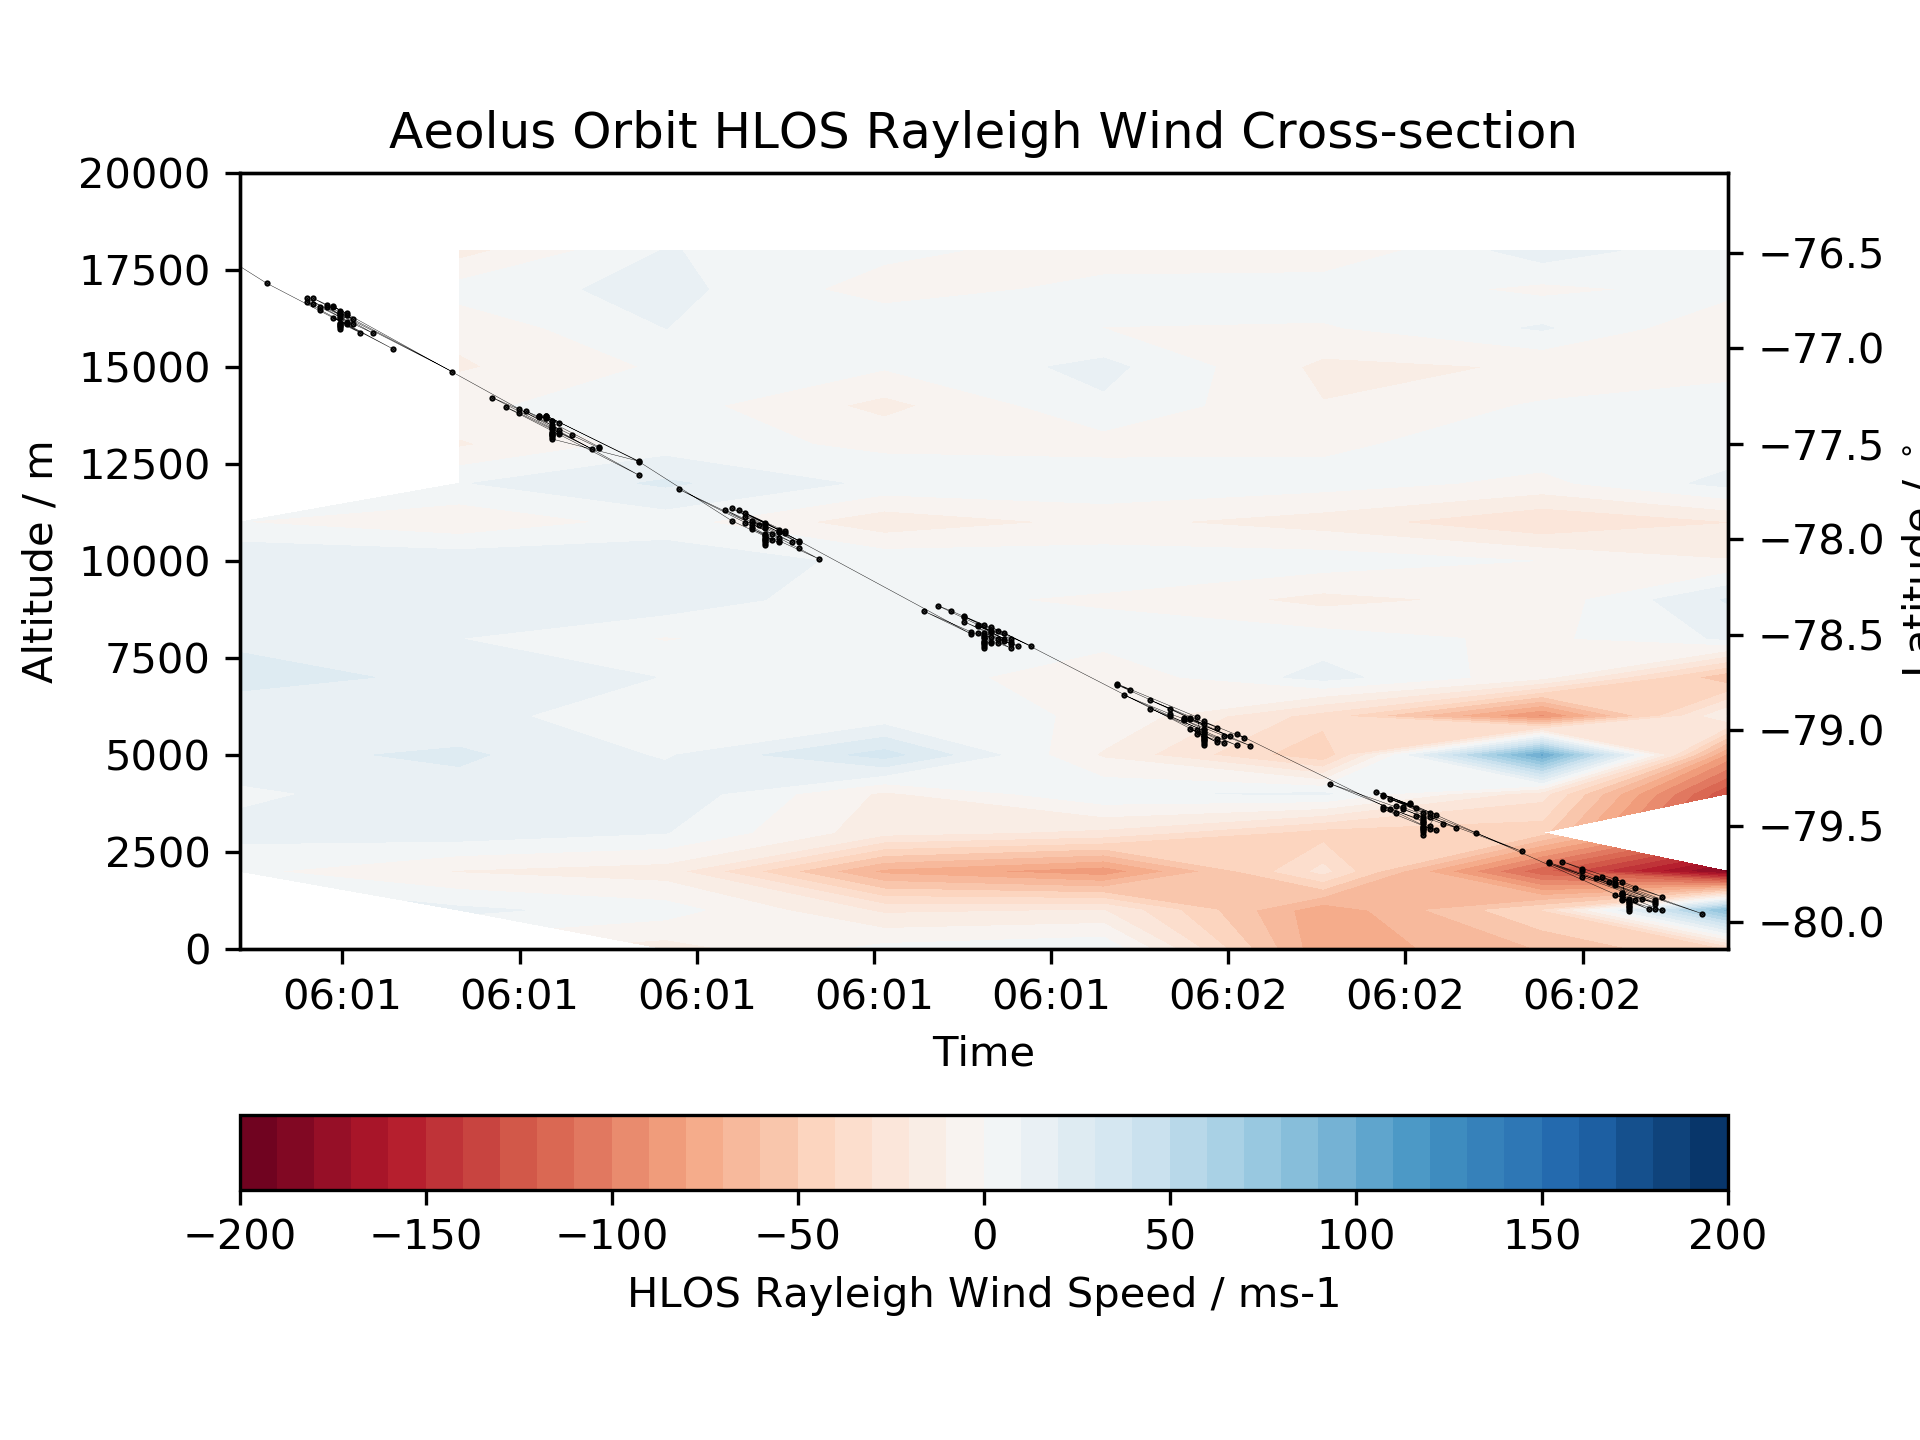 Aeolus Orbit HLOS Rayleigh Wind Cross-section
20000
17500
15000
12500
10000
7500
5000
2500
0
Altitude / m
−76.5
−77.0
−77.5
−78.0
−78.5
−79.0
−79.5
−80.0
Latitude / °
06:01 06:01 06:01 06:01 06:01 06:02 06:02 06:02
Time
−200 −150 −100 −50 0 50 100 150 200
HLOS Rayleigh Wind Speed / ms-1